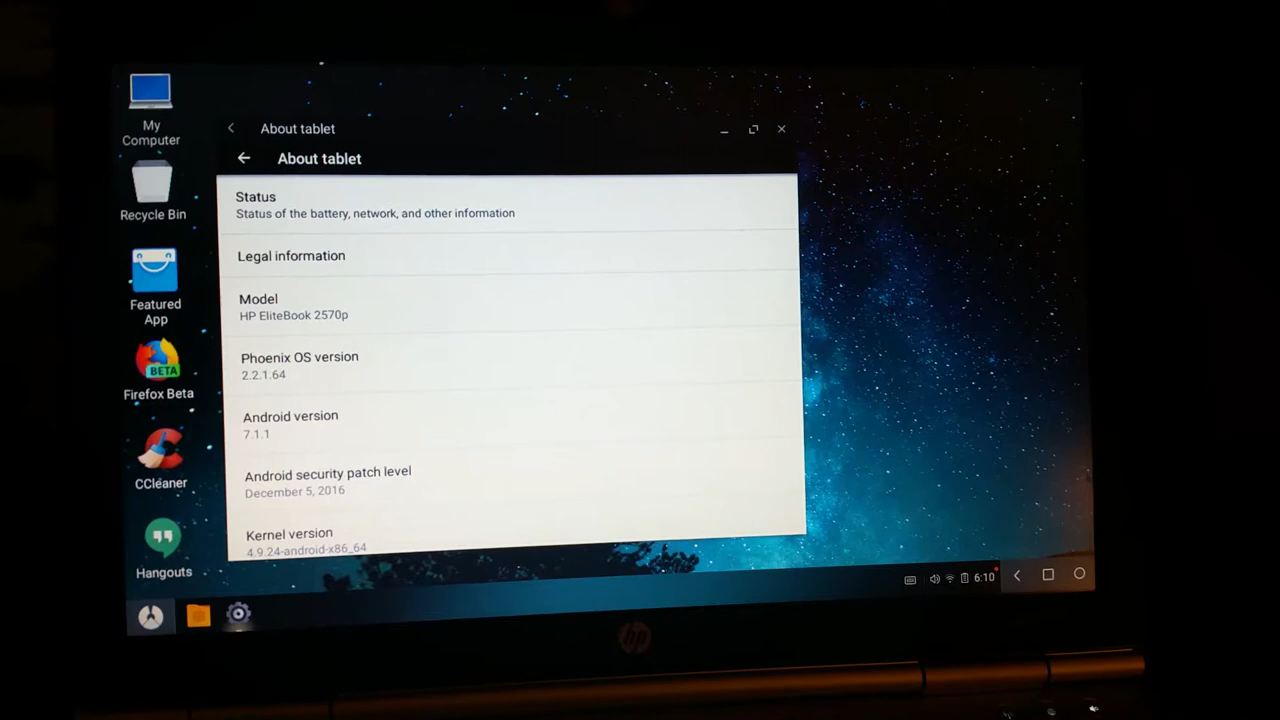 My
Computer
Recycle Bin
Featured
App
BETA
Firefox Beta
CCleaner
Hangouts
About tablet
About tablet
Status
Status of the battery, network, and other information
Legal information
Model
HP EliteBook 2570p
Phoenix OS version
2.2.1.64
Android version
7.1.1
Android security patch level
December 5, 2016
Kernel version
4.9.24-android-x86_64
6:10
hp